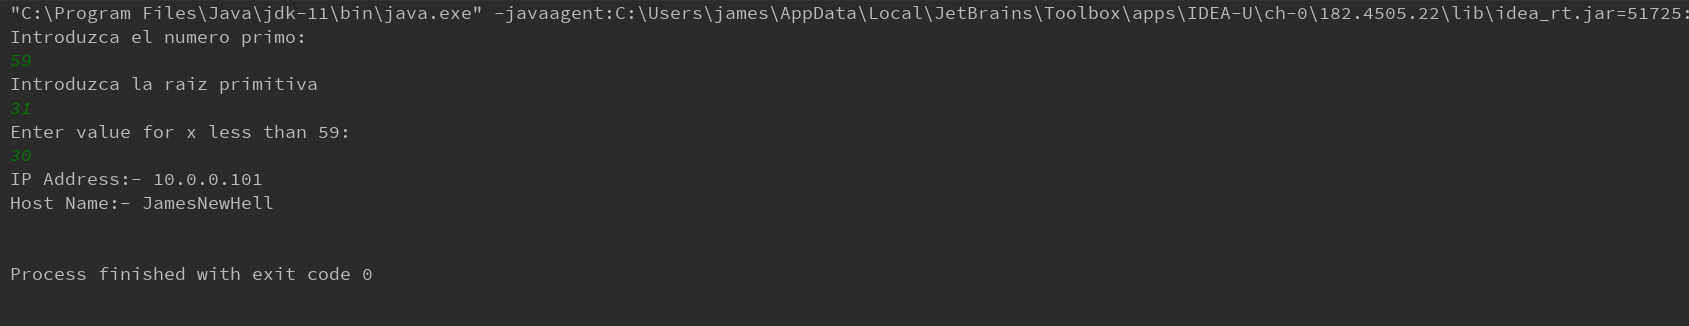 "C:\Program Files\Java\jdk-11\bin\java.exe" -javaagent:C:\Users\james\AppData\Local\JetBrains\Toolbox\apps\IDEA-U\ch-0\182.4505.22\lib\idea_rt.jar=51725:
Introduzca el numero primo:
59
Introduzca la raiz primitiva
31
Enter value for x less than 59:
30
IP Address:- 10.0.0.101
Host Name:- JamesNewHell
Process finished with exit code 0